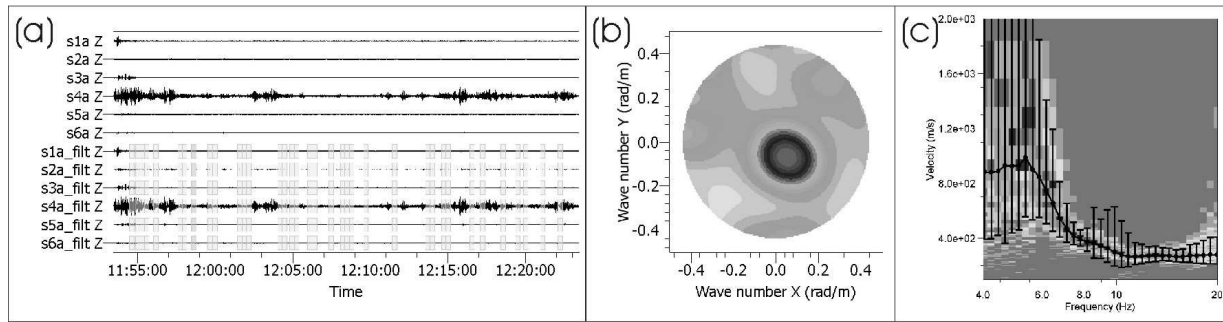 (a)
s1a Z
s2a Z
s3a Z
s4a Z
s5a Z
s6a Z
s1a_filt Z
s2a_filt Z
s3a_filt Z
s4a_filt Z
s5a_filt Z
s6a_filt Z
11:55:00 12:00:00 12:05:00 12:10:00 12:15:00 12:20:00
Time
(b)
Wave number Y (rad/m)
0.4
0.2
0.0
-0.2
-0.4
-0.4 -0.2 0.0 0.2 0.4
Wave number X (rad/m)
(c)
Velocity (m/s)
2.0e+03
1.6e+03
1.2e+03
8.0e+02
4.0e+02
4.0 6.0 8.0 10 20
Frequency (Hz)